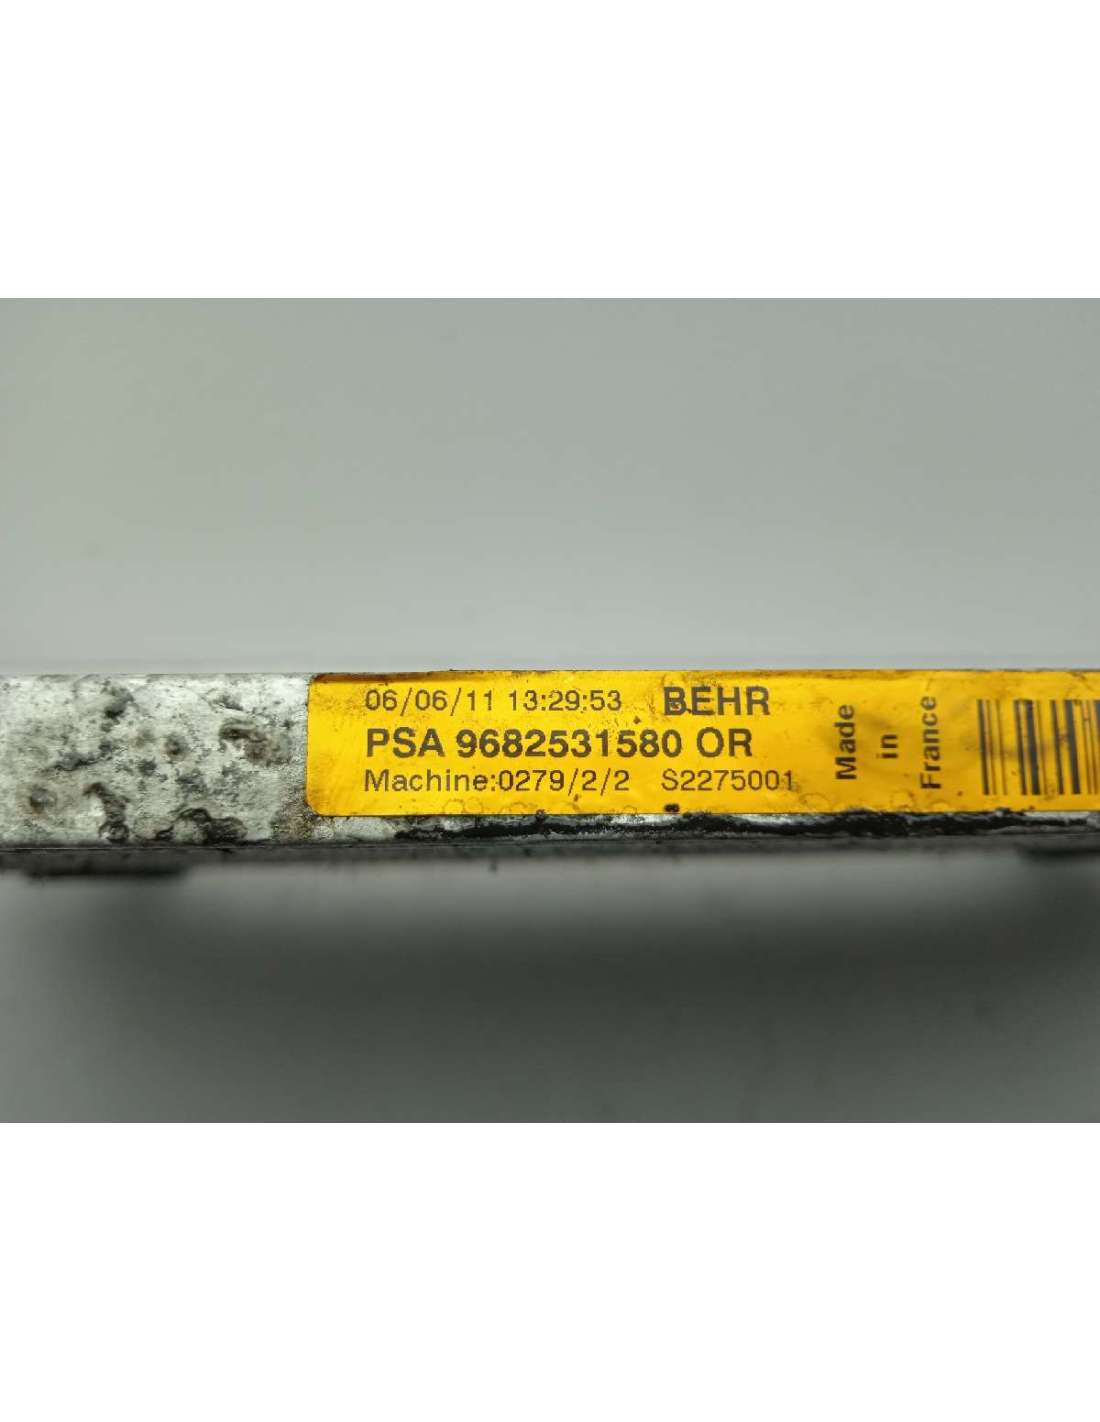 06/06/11 13:29:53 BEHR
PSA 9682531580 OR
Machine:0279/2/2 S2275001
Made
in
France